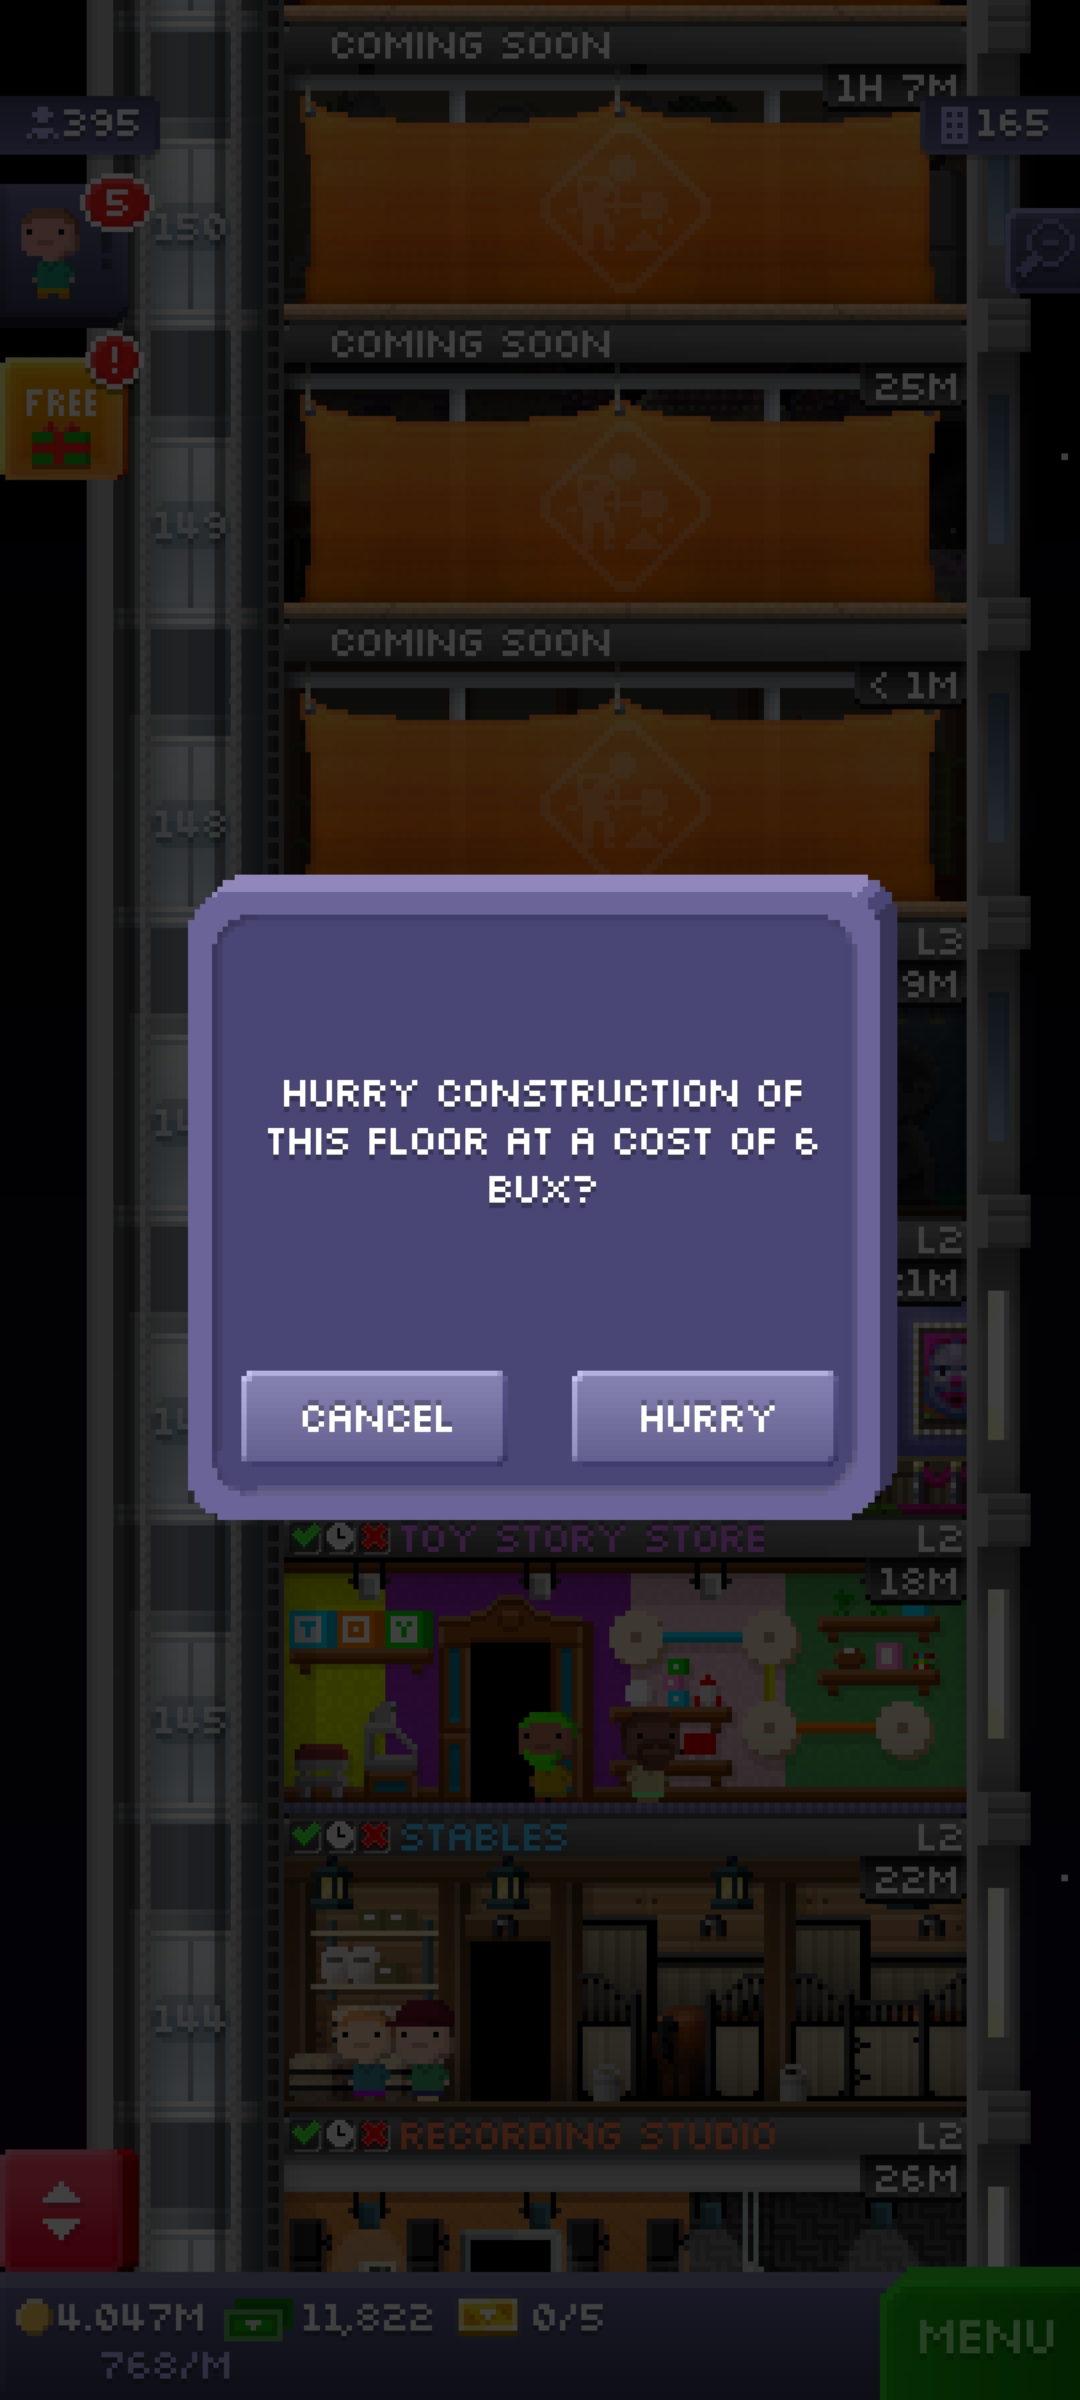 COMING SOON
1H 7M
395
165
5
150
COMING SOON
!
25M
FREE
149
COMING SOON
< 1M
148
L3
9M
HURRY CONSTRUCTION OF
THIS FLOOR AT A COST OF 6
BUX?
L2
1M
CANCEL
HURRY
TOY STORY STORE
L2
18M
T O Y
145
STABLES
L2
22M
144
RECORDING STUDIO
L2
26M
4.047M
11,822
0/5
768/M
MENU